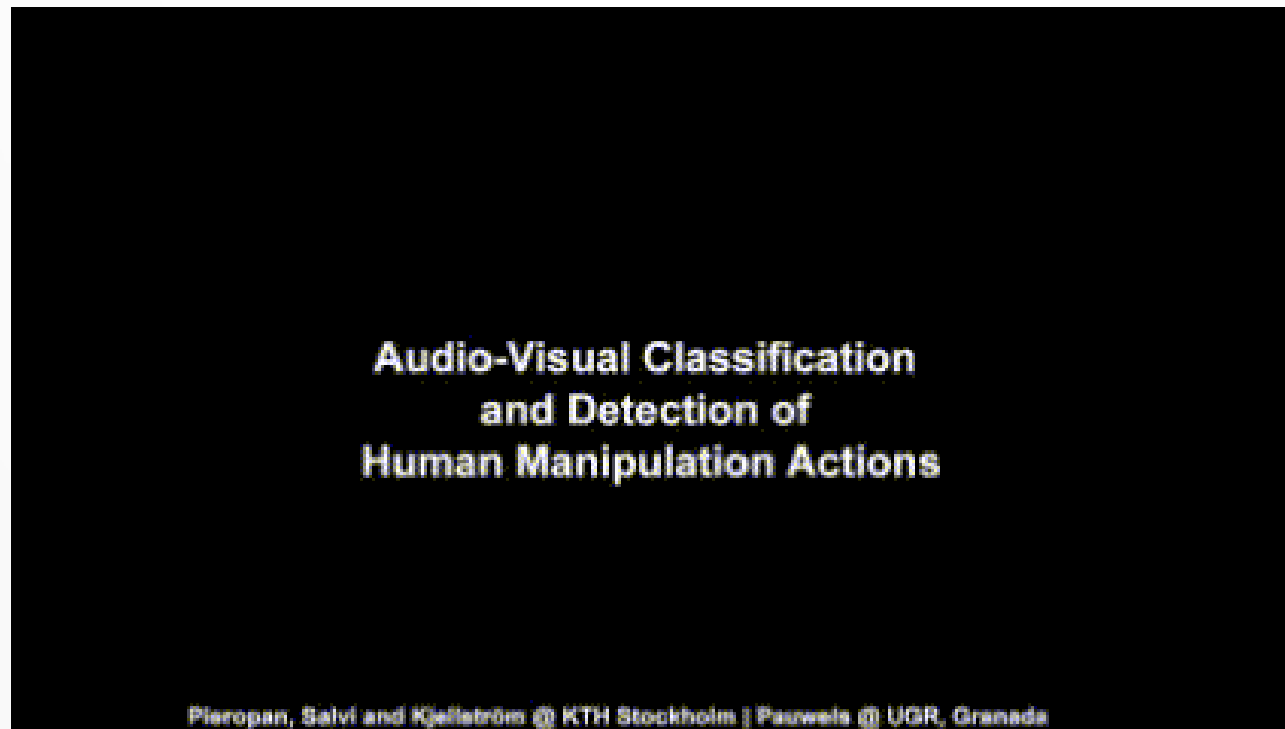 Audio-Visual Classification
and Detection of
Human Manipulation Actions
Pieropan, Salvi and Kjellström @ KTH Stockholm | Pauwels @ UGR, Granada